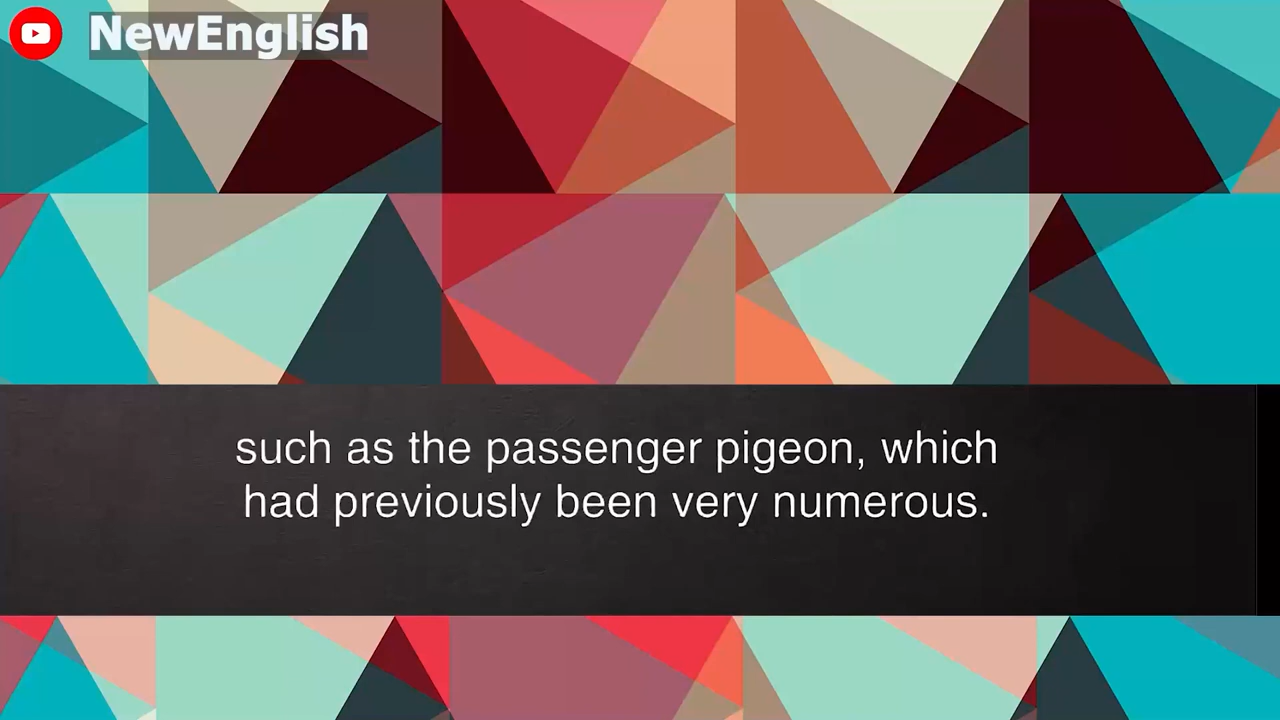 NewEnglish
such as the passenger pigeon, which
had previously been very numerous.